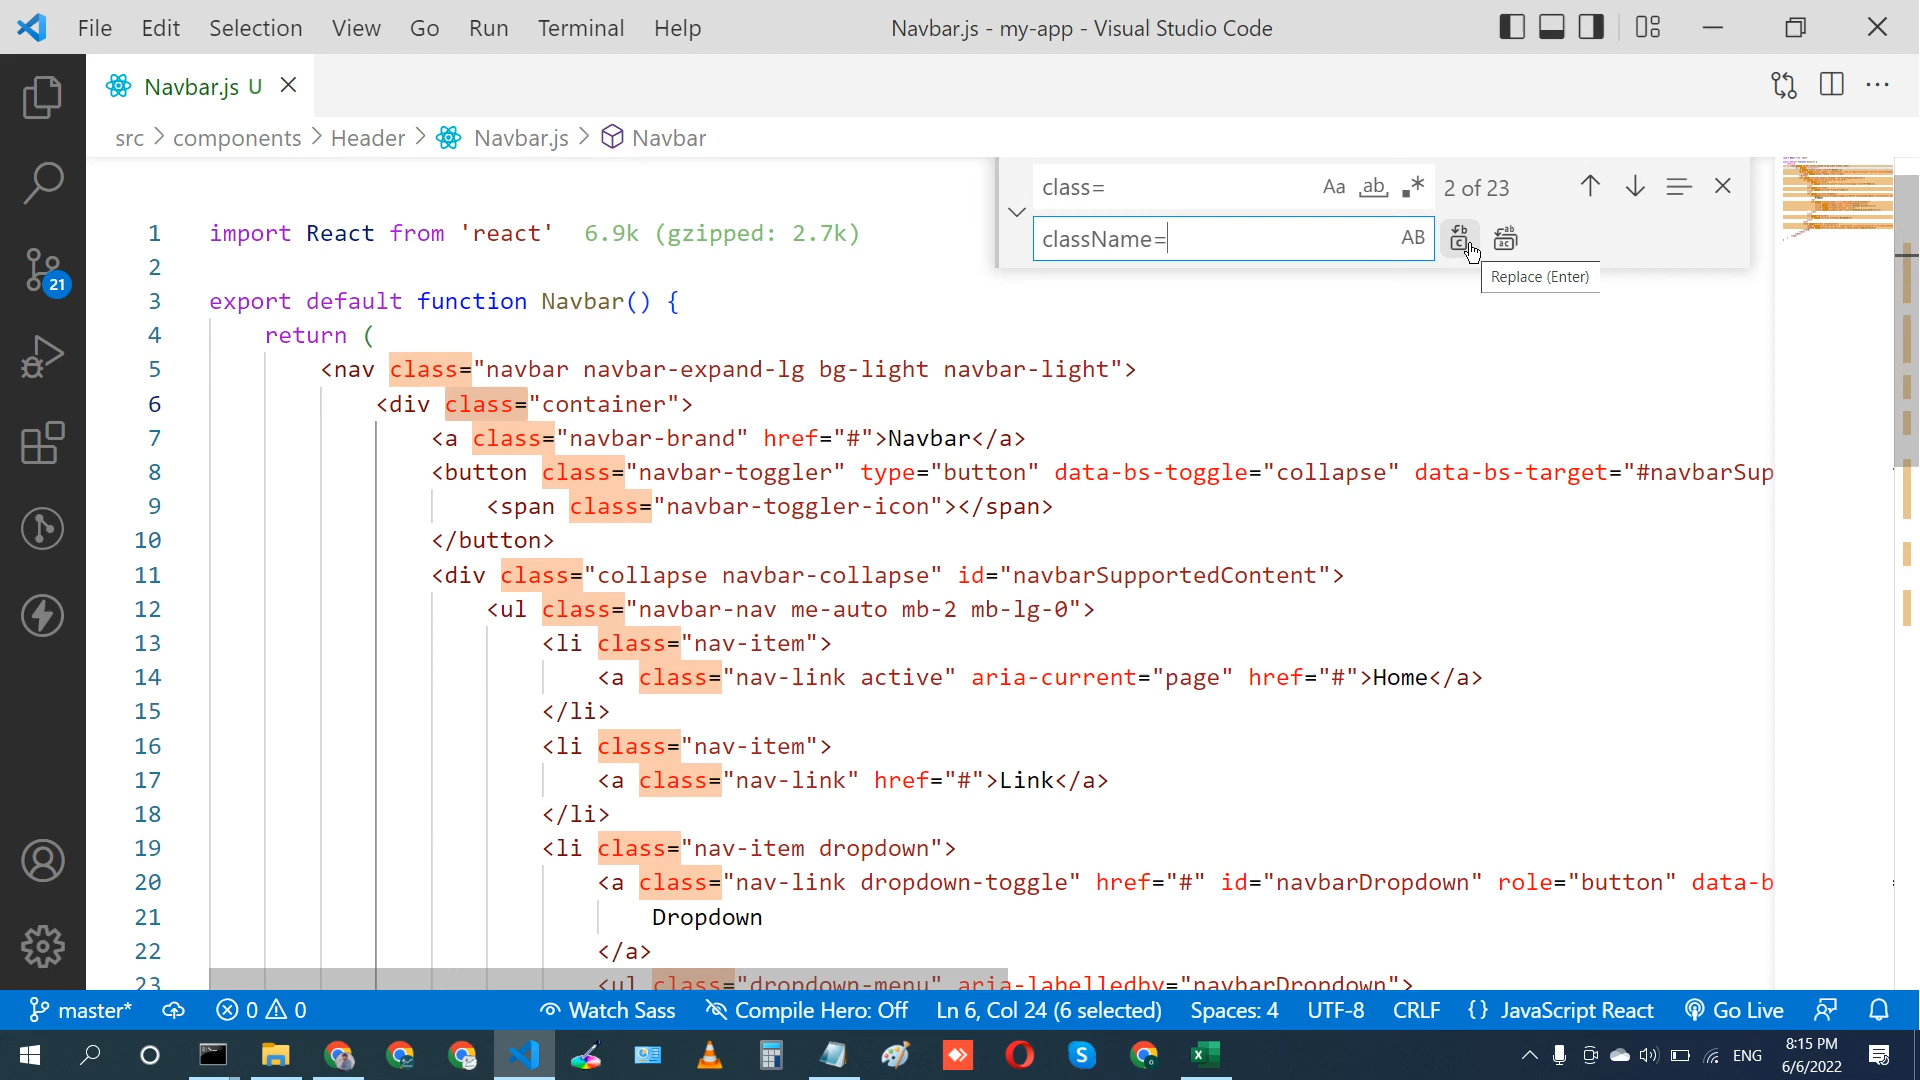 File Edit Selection View Go Run Terminal Help
Navbar.js - my-app - Visual Studio Code
Navbar.js U
src > components > Header > Navbar.js > Navbar
class=
Aa ab .*
2 of 23
className=
AB
Replace (Enter)
21
1 import React from 'react' 6.9k (gzipped: 2.7k)
2
3 export default function Navbar() {
4 return (
5 <nav class="navbar navbar-expand-lg bg-light navbar-light">
6 <div class="container">
7 <a class="navbar-brand" href="#">Navbar</a>
8 <button class="navbar-toggler" type="button" data-bs-toggle="collapse" data-bs-target="#navbarSup
9 <span class="navbar-toggler-icon"></span>
10 </button>
11 <div class="collapse navbar-collapse" id="navbarSupportedContent">
12 <ul class="navbar-nav me-auto mb-2 mb-lg-0">
13 <li class="nav-item">
14 <a class="nav-link active" aria-current="page" href="#">Home</a>
15 </li>
16 <li class="nav-item">
17 <a class="nav-link" href="#">Link</a>
18 </li>
19 <li class="nav-item dropdown">
20 <a class="nav-link dropdown-toggle" href="#" id="navbarDropdown" role="button" data-b
21 Dropdown
22 </a>
23 <ul class="dropdown-menu" aria-labelledby="navbarDropdown">
master* 0 0 Watch Sass Compile Hero: Off Ln 6, Col 24 (6 selected) Spaces: 4 UTF-8 CRLF {} JavaScript React Go Live
ENG
8:15 PM
6/6/2022